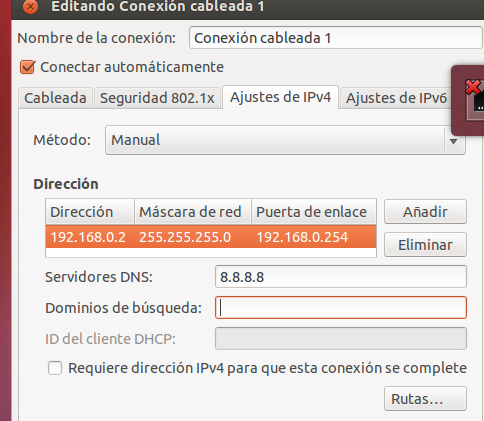 Editando Conexión cableada 1
Nombre de la conexión: Conexión cableada 1
Conectar automáticamente
Cableada Seguridad 802.1x Ajustes de IPv4 Ajustes de IPv6
Método: Manual
Dirección
Dirección Máscara de red Puerta de enlace Añadir
192.168.0.2 255.255.255.0 192.168.0.254 Eliminar
Servidores DNS: 8.8.8.8
Dominios de búsqueda:
ID del cliente DHCP:
Requiere dirección IPv4 para que esta conexión se complete
Rutas…